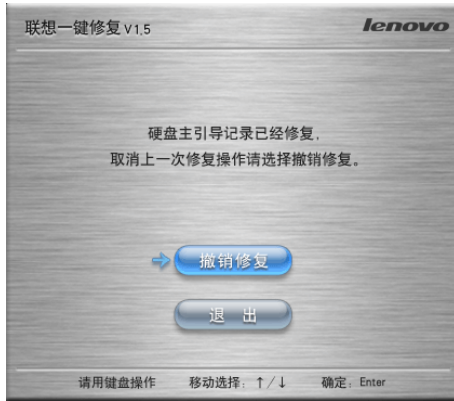 联想一键修复 V1.5
lenovo
硬盘主引导记录已经修复.
取消上一次修复操作请选择撤销修复。
撤销修复
退 出
请用键盘操作 移动选择: ↑/↓ 确定: Enter